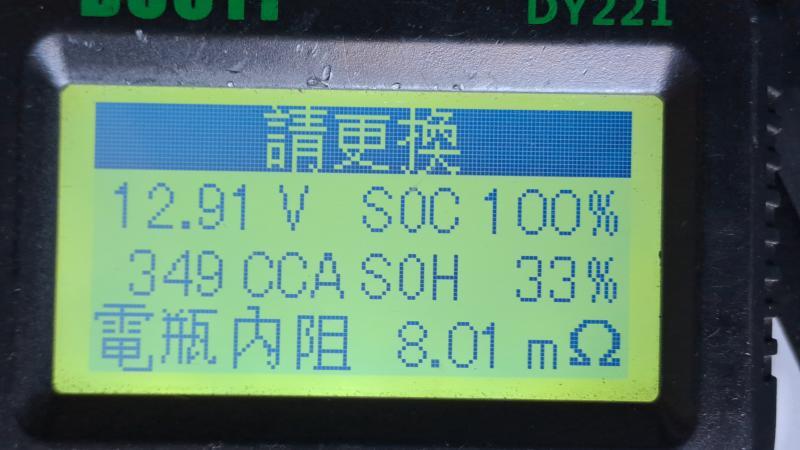 DY221
請更換
12.91 V SOC 100%
349 CCA SOH 33%
電瓶內阻 8.01 mΩ